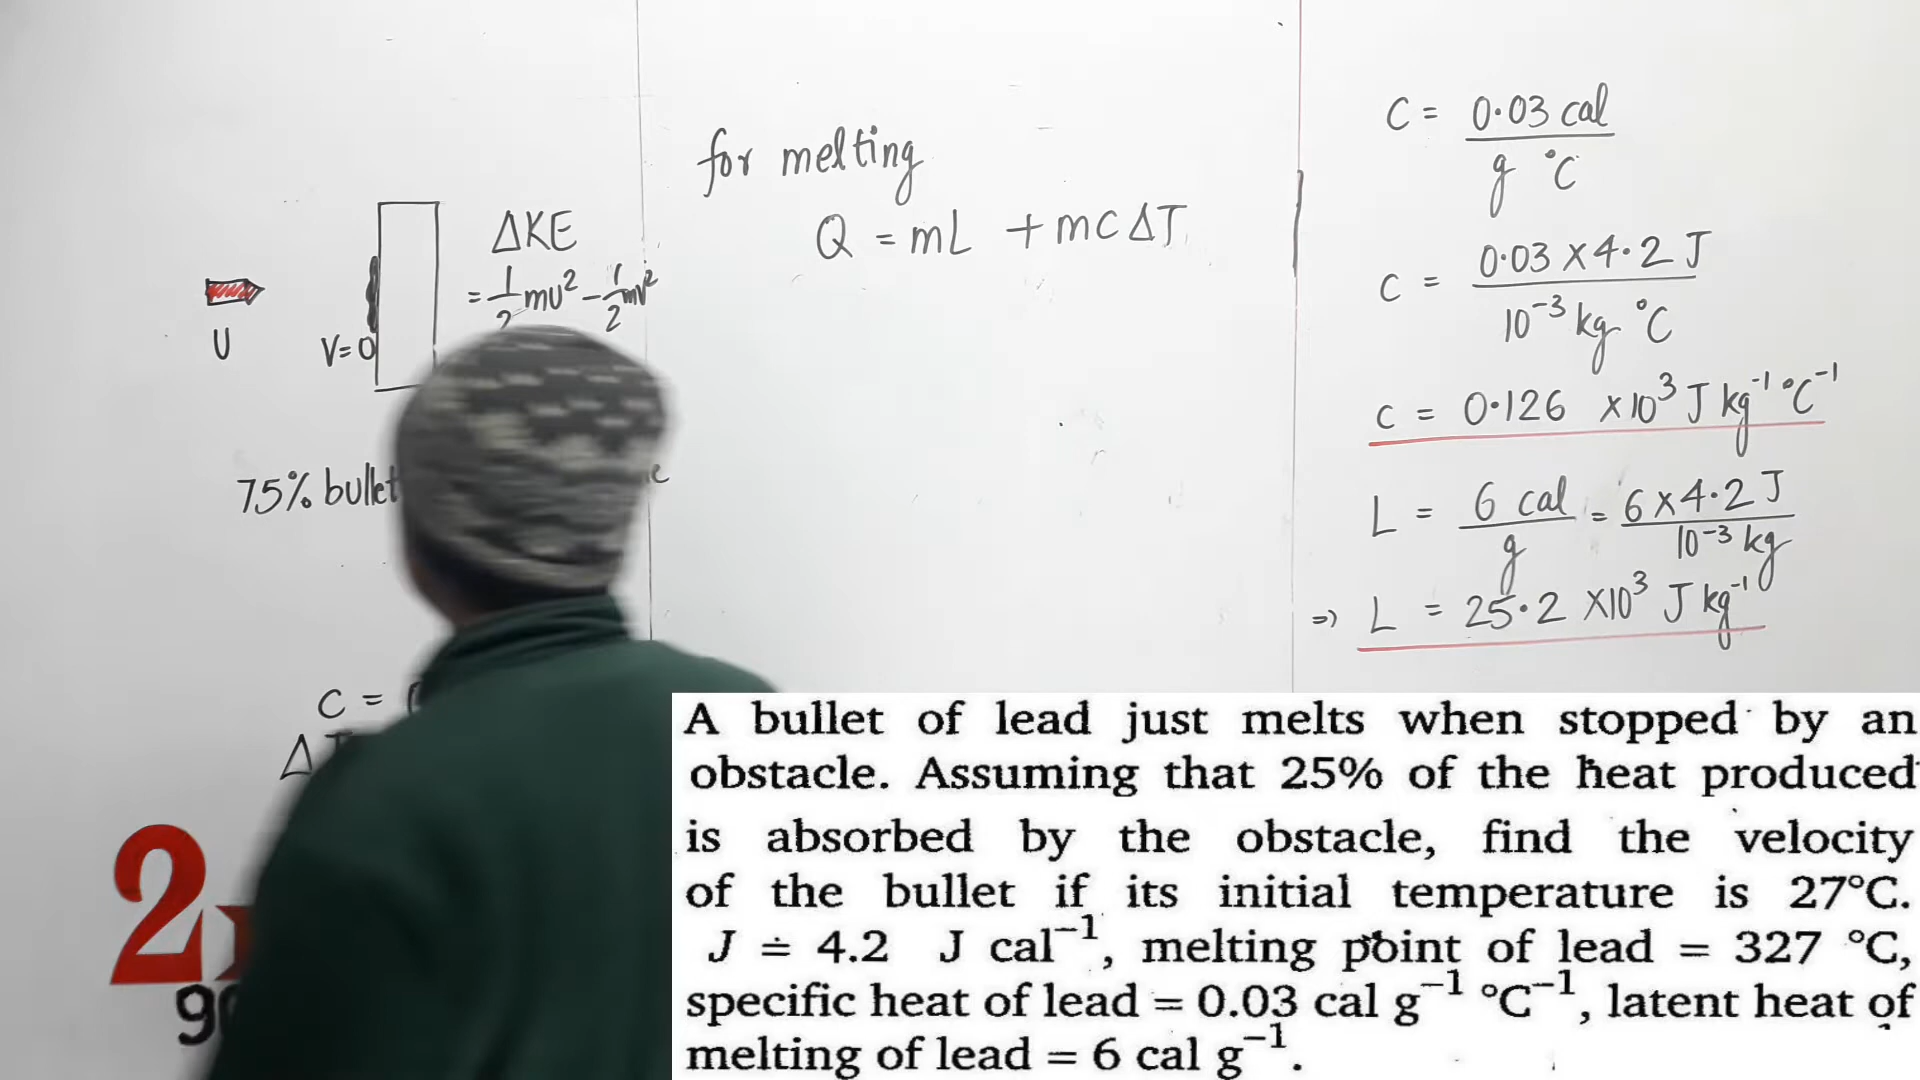 ΔKE
= 1/2 mu² - 1/2 mv²
U
V=0
75% bullet
C =
Δ
2
for melting
Q = mL + mCΔT
C = 0.03 cal / g °C
C = 0.03 × 4.2 J / 10⁻³ kg °C
C = 0.126 ×10³ J kg⁻¹ °C⁻¹
L = 6 cal / g = 6 × 4.2 J / 10⁻³ kg
⇒ L = 25.2 ×10³ J kg⁻¹
A bullet of lead just melts when stopped by an
obstacle. Assuming that 25% of the heat produced
is absorbed by the obstacle, find the velocity
of the bullet if its initial temperature is 27°C.
J = 4.2 J cal⁻¹, melting point of lead = 327 °C,
specific heat of lead = 0.03 cal g⁻¹ °C⁻¹, latent heat of
melting of lead = 6 cal g⁻¹.